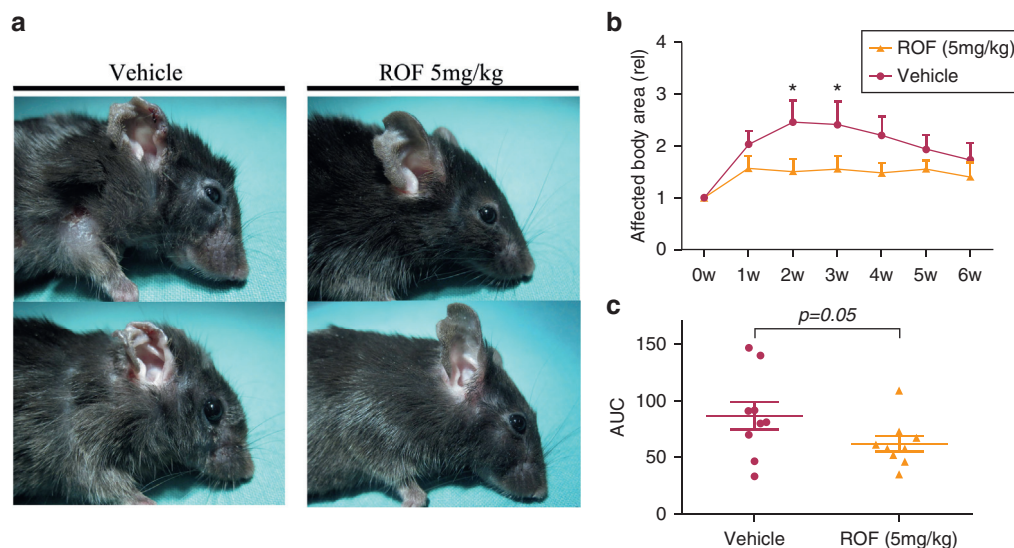 a
Vehicle
ROF 5mg/kg
b
Affected body area (rel)
4
3
2
1
0
* *
ROF (5mg/kg)
Vehicle
0w 1w 2w 3w 4w 5w 6w
c
p=0.05
AUC
150
100
50
0
Vehicle ROF (5mg/kg)